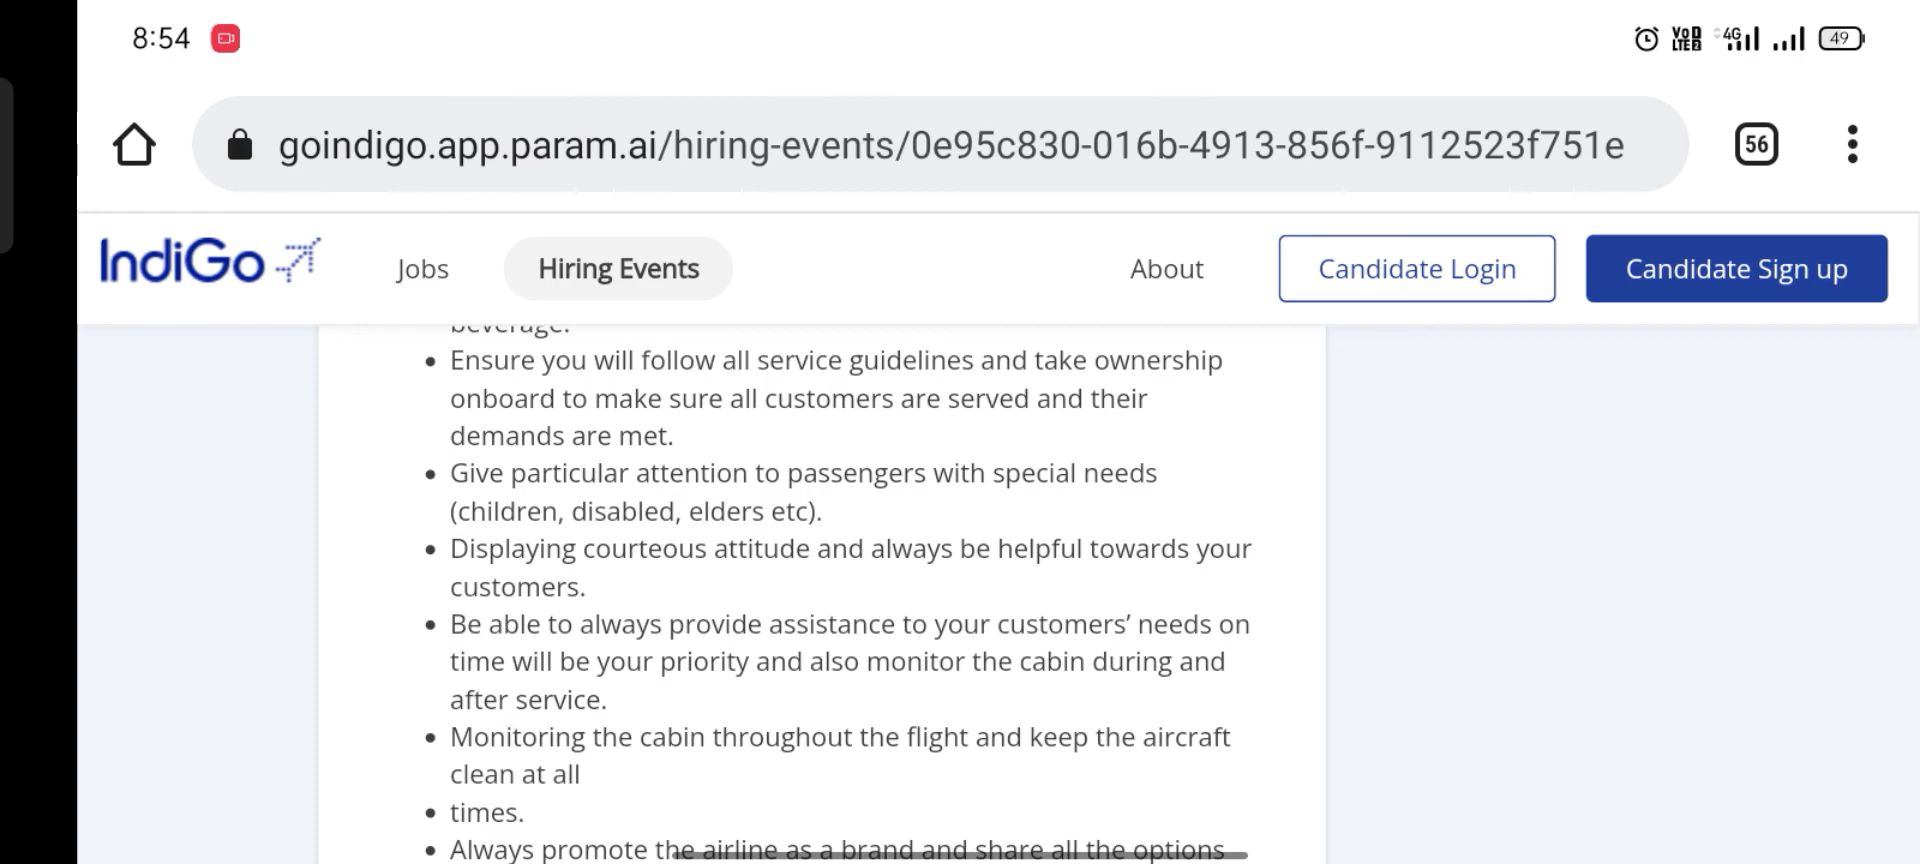 8:54
VoD LTE2 4G 49
goindigo.app.param.ai/hiring-events/0e95c830-016b-4913-856f-9112523f751e
56
IndiGo Jobs Hiring Events About Candidate Login Candidate Sign up
beverage.
• Ensure you will follow all service guidelines and take ownership
onboard to make sure all customers are served and their
demands are met.
• Give particular attention to passengers with special needs
(children, disabled, elders etc).
• Displaying courteous attitude and always be helpful towards your
customers.
• Be able to always provide assistance to your customers’ needs on
time will be your priority and also monitor the cabin during and
after service.
• Monitoring the cabin throughout the flight and keep the aircraft
clean at all
• times.
• Always promote the airline as a brand and share all the options